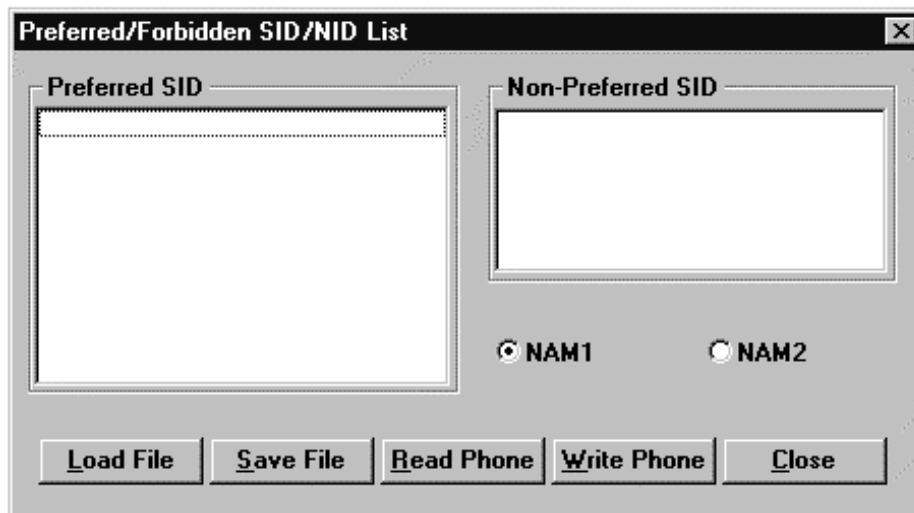 Preferred/Forbidden SID/NID List
Preferred SID
Non-Preferred SID
NAM1 NAM2
Load File Save File Read Phone Write Phone Close